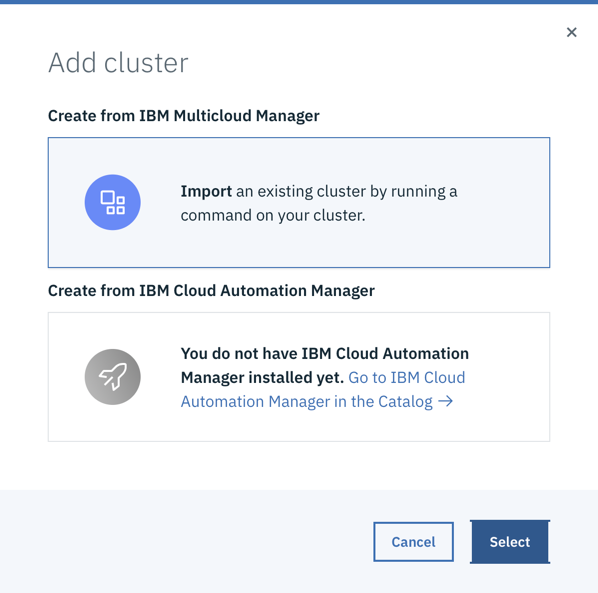 Add cluster
Create from IBM Multicloud Manager
Import an existing cluster by running a
command on your cluster.
Create from IBM Cloud Automation Manager
You do not have IBM Cloud Automation
Manager installed yet. Go to IBM Cloud
Automation Manager in the Catalog →
Cancel
Select